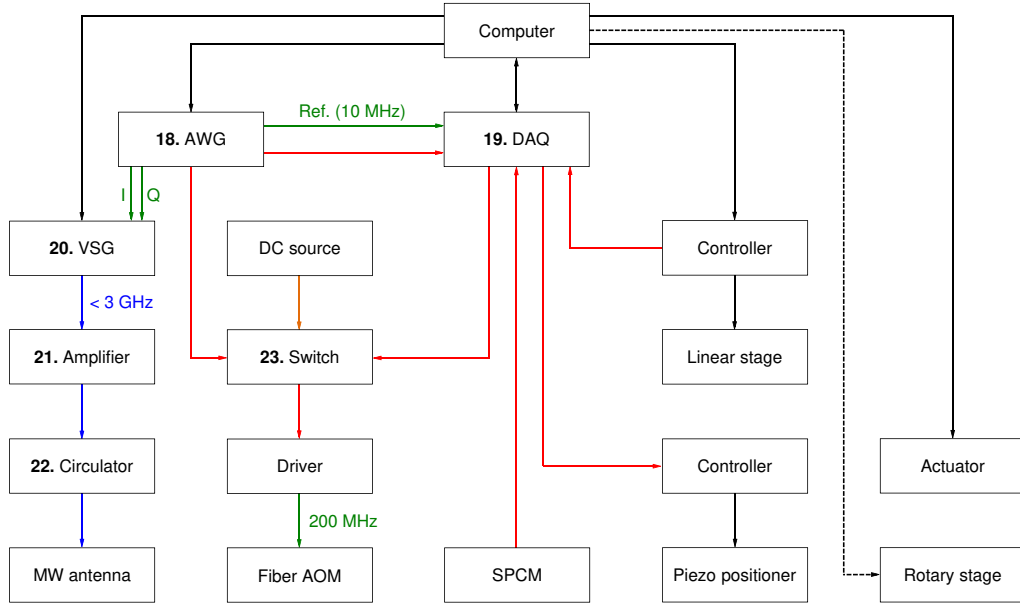 Computer
Ref. (10 MHz)
18. AWG
19. DAQ
I
Q
20. VSG
DC source
Controller
< 3 GHz
21. Amplifier
23. Switch
Linear stage
22. Circulator
Driver
Controller
Actuator
200 MHz
MW antenna
Fiber AOM
SPCM
Piezo positioner
Rotary stage